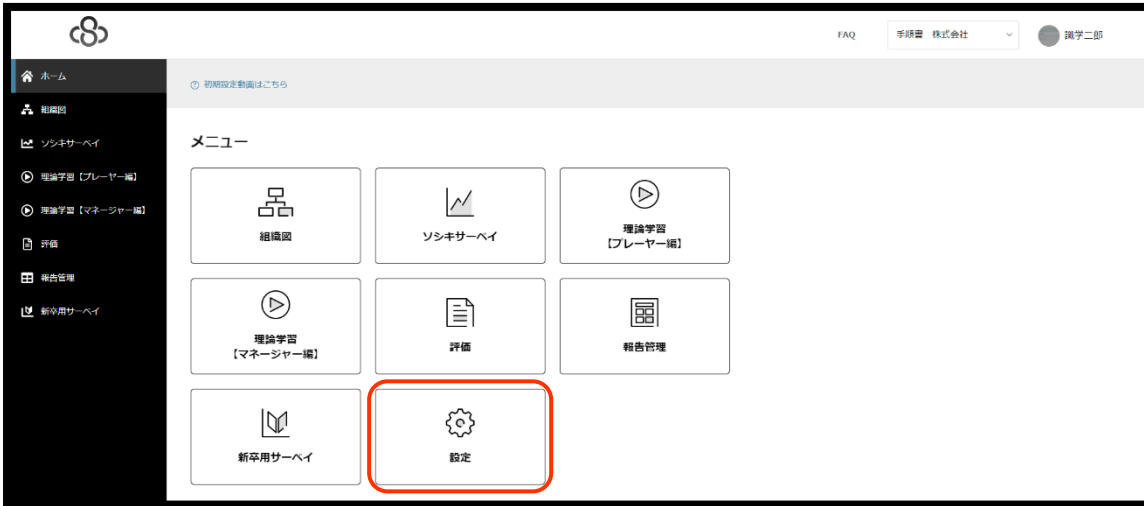 FAQ
手順書 株式会社
識学二郎
ホーム
組織図
ソシキサーベイ
理論学習【プレーヤー編】
理論学習【マネージャー編】
評価
報告管理
新卒用サーベイ
初期設定動画はこちら
メニュー
組織図
ソシキサーベイ
理論学習
【プレーヤー編】
理論学習
【マネージャー編】
評価
報告管理
新卒用サーベイ
設定